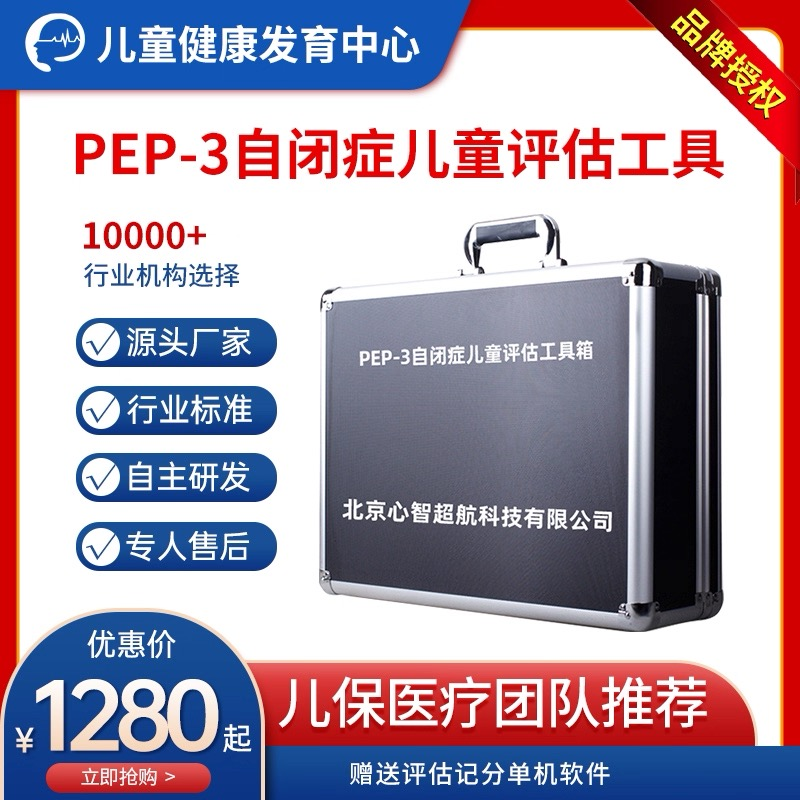 儿童健康发育中心
品牌授权
PEP-3自闭症儿童评估工具
10000+
行业机构选择
源头厂家
行业标准
自主研发
专人售后
PEP-3自闭症儿童评估工具箱
北京心智超航科技有限公司
优惠价
¥1280起
立即抢购 >
儿保医疗团队推荐
赠送评估记分单机软件